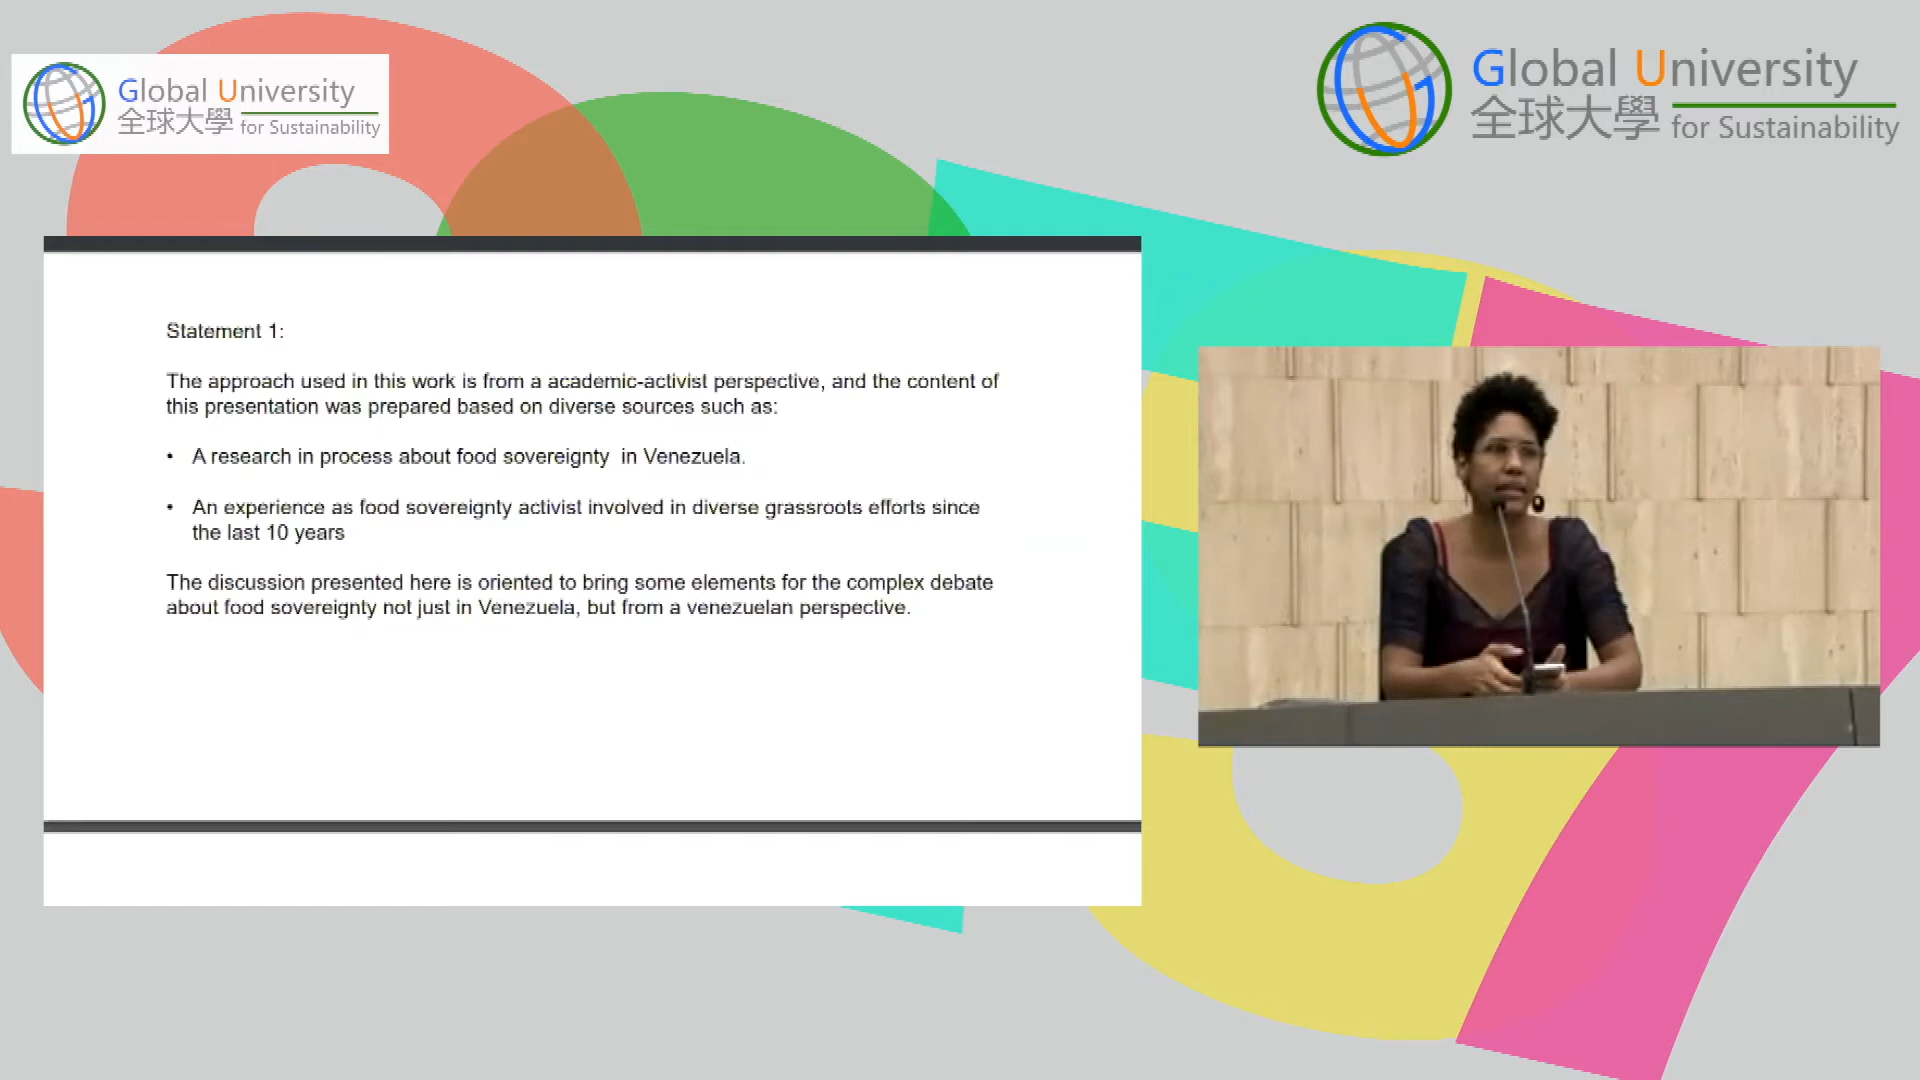 Global University
全球大學 for Sustainability
Global University
全球大學 for Sustainability
Statement 1:
The approach used in this work is from a academic-activist perspective, and the content of
this presentation was prepared based on diverse sources such as:
• A research in process about food sovereignty in Venezuela.
• An experience as food sovereignty activist involved in diverse grassroots efforts since
the last 10 years
The discussion presented here is oriented to bring some elements for the complex debate
about food sovereignty not just in Venezuela, but from a venezuelan perspective.